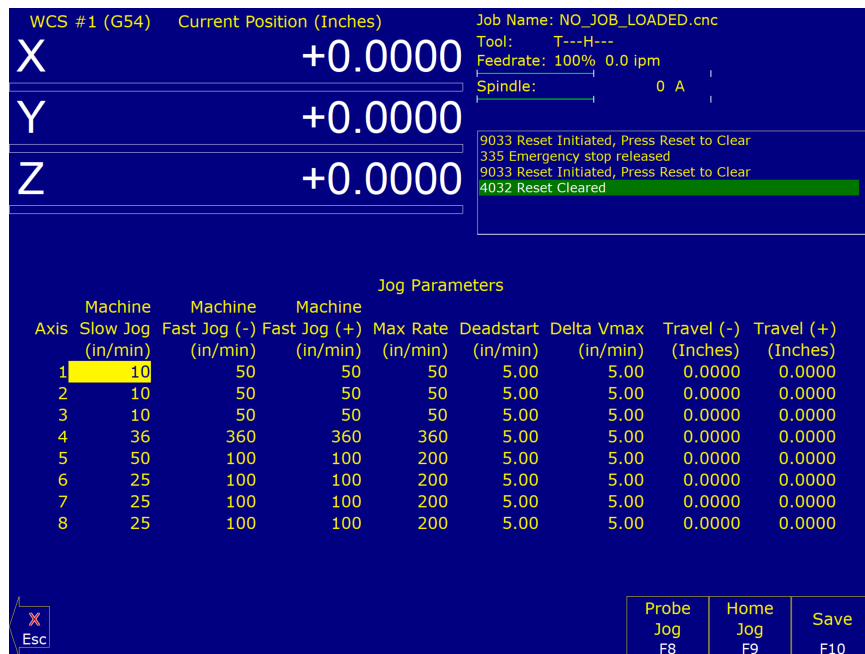 WCS #1 (G54) Current Position (Inches)
X +0.0000
Y +0.0000
Z +0.0000
Job Name: NO_JOB_LOADED.cnc
Tool: T---H---
Feedrate: 100% 0.0 ipm
Spindle: 0 A
9033 Reset Initiated, Press Reset to Clear
335 Emergency stop released
9033 Reset Initiated, Press Reset to Clear
4032 Reset Cleared
Jog Parameters
Machine Machine Machine
Axis Slow Jog Fast Jog (-) Fast Jog (+) Max Rate Deadstart Delta Vmax Travel (-) Travel (+)
(in/min) (in/min) (in/min) (in/min) (in/min) (in/min) (Inches) (Inches)
1 10 50 50 50 5.00 5.00 0.0000 0.0000
2 10 50 50 50 5.00 5.00 0.0000 0.0000
3 10 50 50 50 5.00 5.00 0.0000 0.0000
4 36 360 360 360 5.00 5.00 0.0000 0.0000
5 50 100 100 200 5.00 5.00 0.0000 0.0000
6 25 100 100 200 5.00 5.00 0.0000 0.0000
7 25 100 100 200 5.00 5.00 0.0000 0.0000
8 25 100 100 200 5.00 5.00 0.0000 0.0000
X
Esc
Probe
Jog
F8
Home
Jog
F9
Save
F10